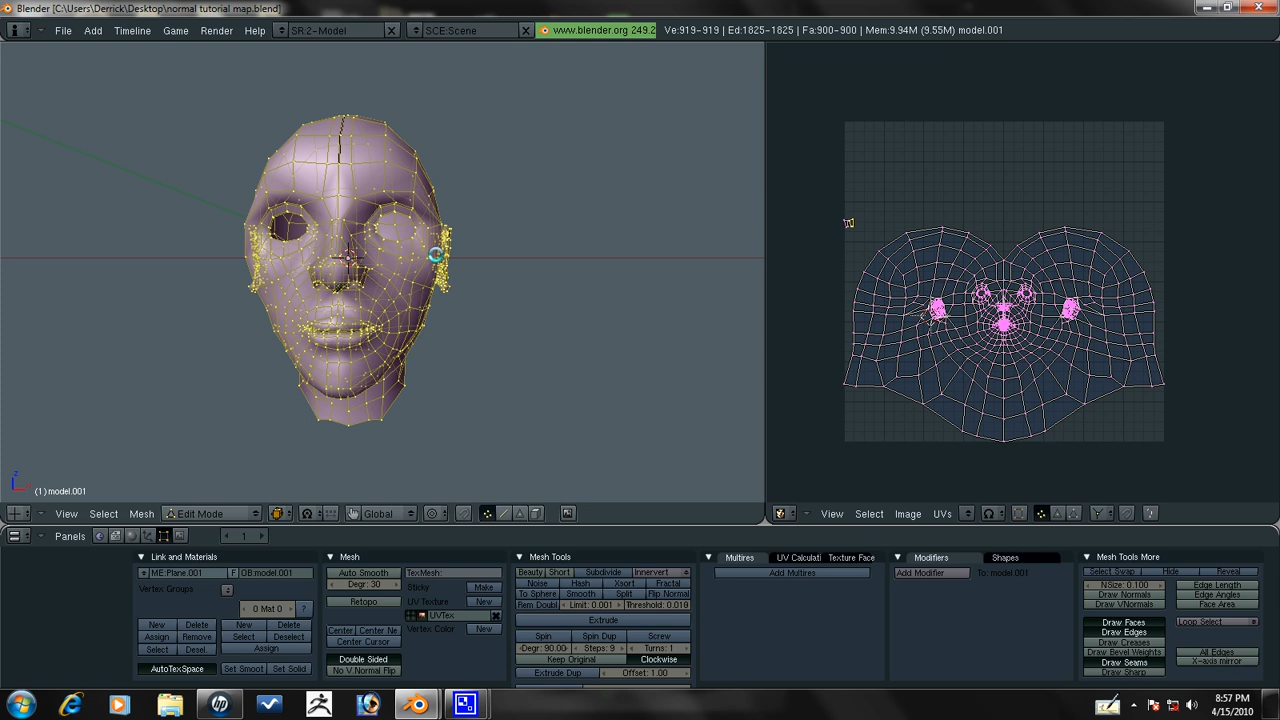 Blender [C:\Users\Derrick\Desktop\normal tutorial map.blend]
File Add Timeline Game Render Help SR:2-Model SCE:Scene www.blender.org 249.2 Ve:919-919 | Ed:1825-1825 | Fa:900-900 | Mem:9.94M (9.55M) model.001
z
(1) model.001
View Select Mesh Edit Mode Global View Select Image UVs
Panels 1
Link and Materials Mesh Mesh Tools Multires UV Calculati Texture Face Modifiers Shapes Mesh Tools More
ME:Plane.001 F OB:model.001 Auto Smooth TexMesh: Beauty Short Subdivide Innervert Add Multires Add Modifier To: model.001 Select Swap Hide Reveal
Vertex Groups Degr: 30 Sticky Make Noise Hash Xsort Fractal NSize: 0.100 Edge Length
Retopo UV Texture New To Sphere Smooth Split Flip Normal Draw Normals Edge Angles
0 Mat 0 ? UVTex Rem Doubl Limit: 0.001 Threshold: 0.010 Draw VNormals Face Area
New Delete New Delete Center Center Ne Vertex Color New Extrude Draw Faces Loop Select
Assign Remove Select Deselect Center Cursor Spin Spin Dup Screw Draw Edges
Select Desel Assign Degr: 90.00 Steps: 9 Turns: 1 Draw Creases
Double Sided Keep Original Clockwise Draw Bevel Weights All Edges
AutoTexSpace Set Smoot Set Solid No V.Normal Flip Extrude Dup Offset: 1.00 Draw Seams X-axis mirror
Draw Sharp
8:57 PM
4/15/2010